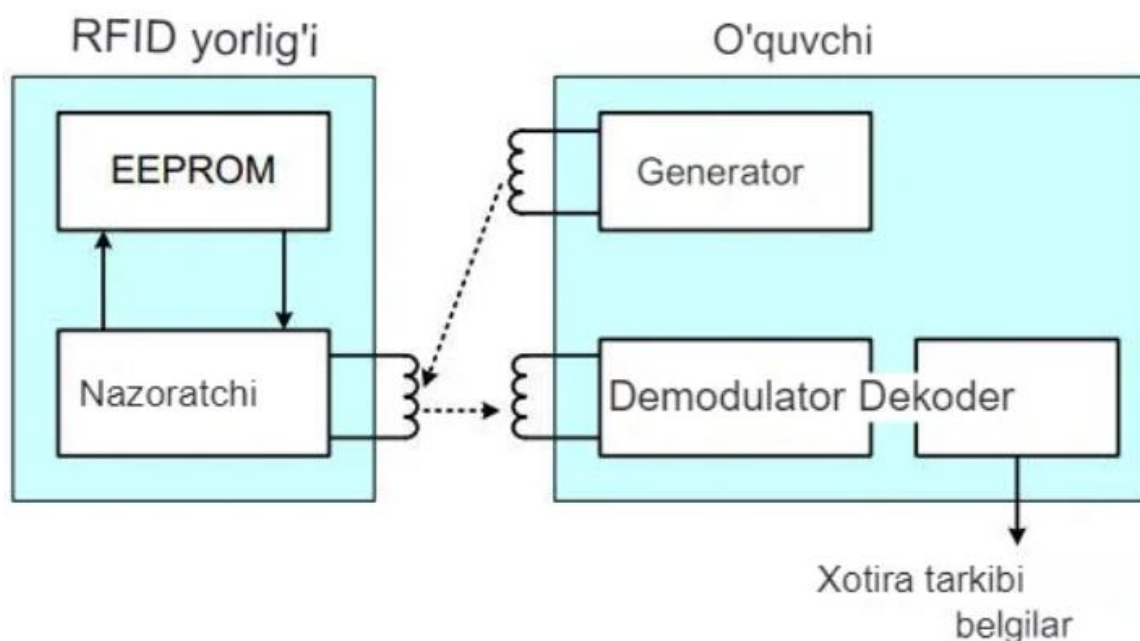 RFID yorlig'i
O'quvchi
EEPROM
Generator
Nazoratchi
Demodulator Dekoder
Xotira tarkibi
belgilar